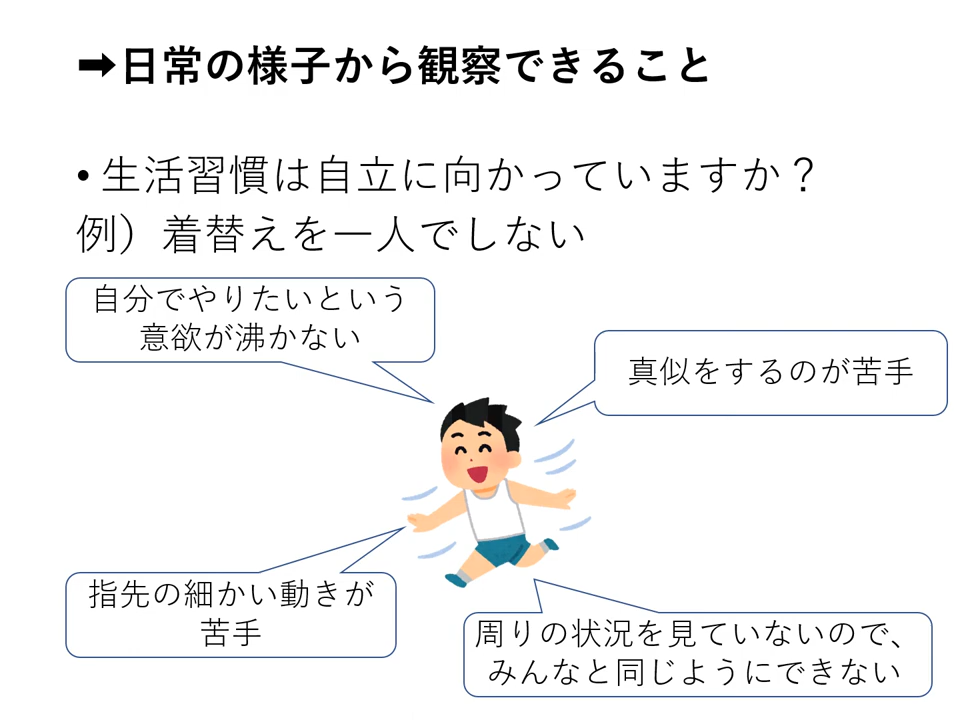 ➡日常の様子から観察できること
• 生活習慣は自立に向かっていますか？
例）着替えを一人でしない
自分でやりたいという
意欲が沸かない
真似をするのが苦手
指先の細かい動きが
苦手
周りの状況を見ていないので、
みんなと同じようにできない